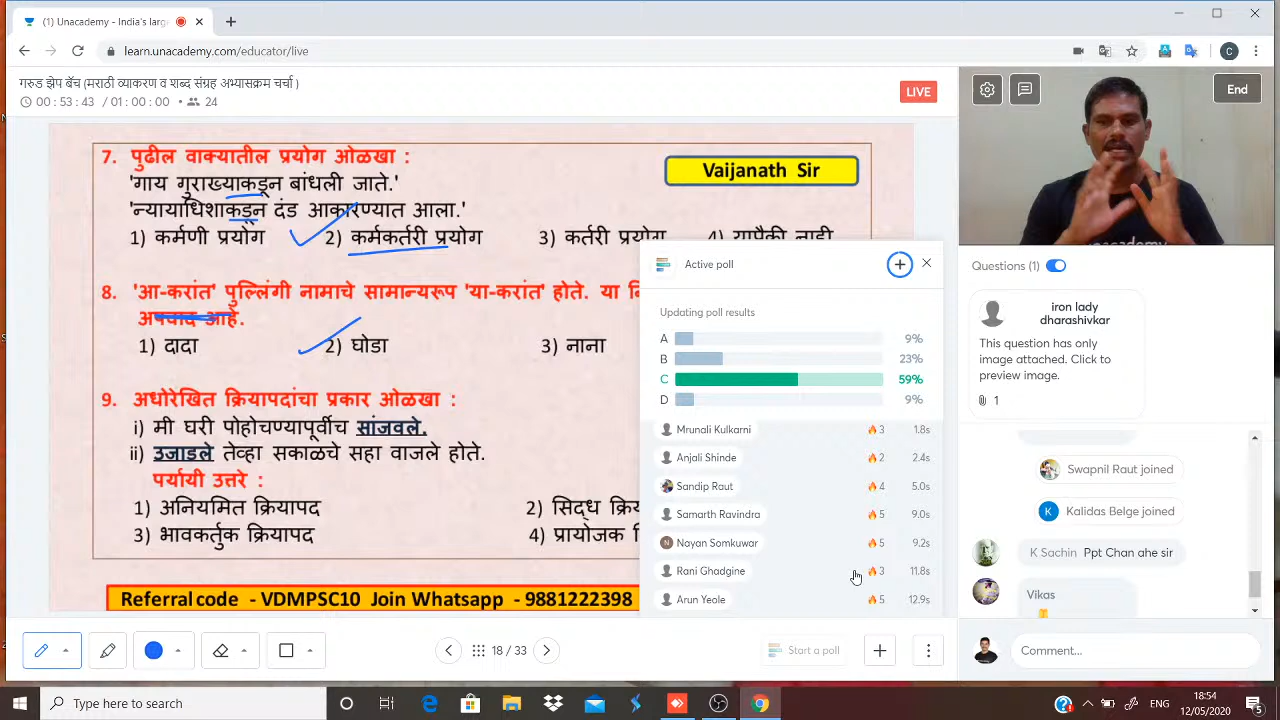 (1) Unacademy - India's larg
learn.unacademy.com/educator/live
C
गरुड झेप बॅच (मराठी व्याकरण व शब्द संग्रह अभ्यासक्रम चर्चा )
00 : 53 : 43 / 01 : 00 : 00 • 24
LIVE
End
7. पुढील वाक्यातील प्रयोग ओळखा :
Vaijanath Sir
'गाय गुराख्याकडून बांधली जाते.'
'न्यायाधिशाकडून दंड आकारण्यात आला.'
1) कर्मणी प्रयोग 2) कर्मकर्तरी प्रयोग 3) कर्तरी प्रयोग 4) यापैकी नाही
8. 'आ-करांत' पुल्लिंगी नामाचे सामान्यरूप 'या-करांत' होते. या
अपवाद आहे.
1) दादा 2) घोडा 3) नाना
9. अधोरेखित क्रियापदांचा प्रकार ओळखा :
i) मी घरी पोहोचण्यापूर्वीच सांजवले.
ii) उजाडले तेव्हा सकाळचे सहा वाजले होते.
पर्यायी उत्तरे :
1) अनियमित क्रियापद 2) सिद्ध क्रि
3) भावकर्तुक क्रियापद 4) प्रायोजक
Referral code - VDMPSC10 Join Whatsapp - 9881222398
Active poll
Updating poll results
A 9%
B 23%
C 59%
D 9%
Mrunali Kulkarni 3 1.8s
Anjali Shinde 2 2.4s
Sandip Raut 4 5.0s
Samarth Ravindra 5 9.0s
N Nayan Somkuwar 5 9.2s
Rani Ghadgine 3 11.8s
Arun Yeole 5 12.9s
Questions (1)
iron lady
dharashivkar
This question has only
image attached. Click to
preview image.
1
Swapnil Raut joined
K Kalidas Belge joined
K Sachin Ppt Chan ahe sir
Vikas
Comment...
18 / 33
Start a poll
Type here to search
ENG
18:54
12/05/2020
5